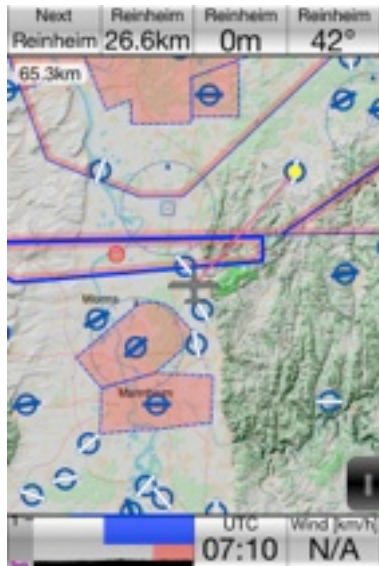 Next Reinheim Reinheim Reinheim
Reinheim 26.6km 0m 42°
65.3km
Worms
Mannheim
UTC Wind [km/h]
07:10 N/A